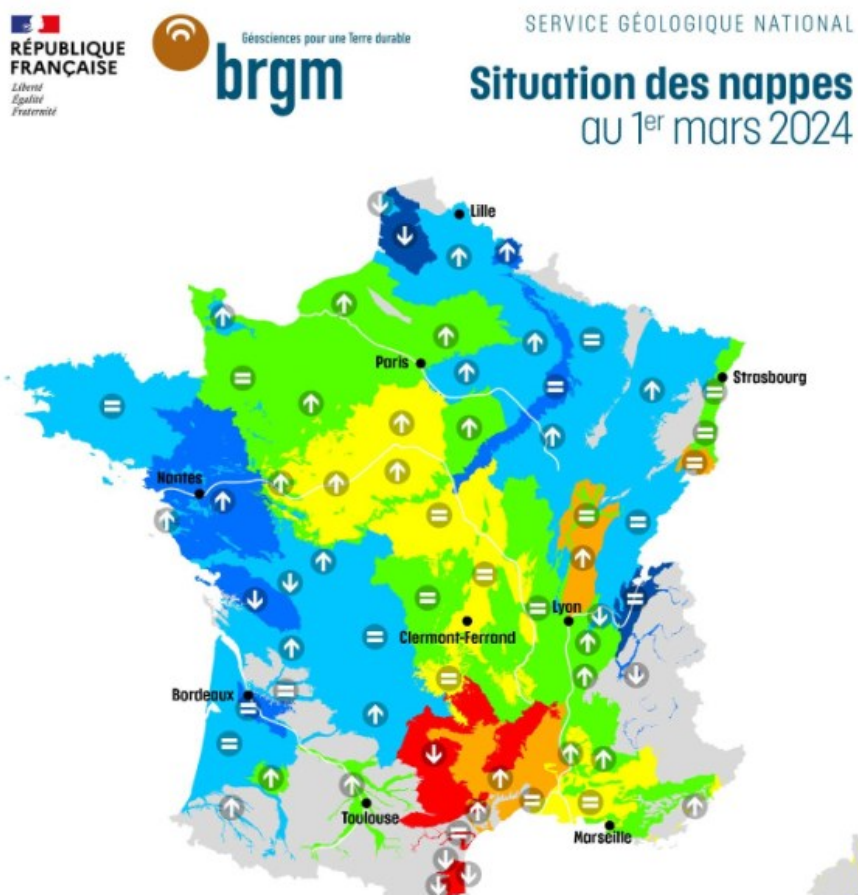 RÉPUBLIQUE
FRANÇAISE
Liberté
Égalité
Fraternité
Géosciences pour une Terre durable
brgm
SERVICE GÉOLOGIQUE NATIONAL
Situation des nappes
au 1er mars 2024
Lille
Paris
Strasbourg
Nantes
Lyon
Clermont-Ferrand
Bordeaux
Toulouse
Marseille